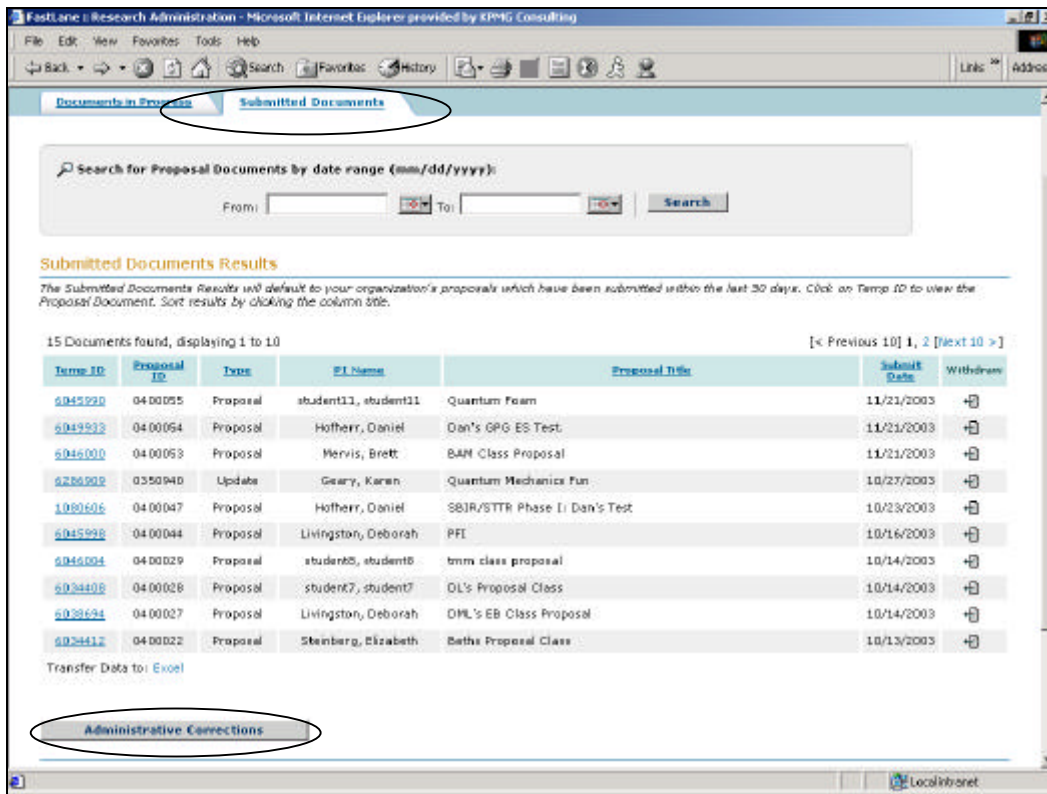 FastLane :: Research Administration - Microsoft Internet Explorer provided by KPMG Consulting
File Edit View Favorites Tools Help
Back Search Favorites History Links » Address
Documents in Progress Submitted Documents
Search for Proposal Documents by date range (mm/dd/yyyy):
From: To: Search
Submitted Documents Results
The Submitted Documents Results will default to your organization's proposals which have been submitted within the last 30 days. Click on Temp ID to view the
Proposal Document. Sort results by clicking the column title.
15 Documents found, displaying 1 to 10 [< Previous 10] 1, 2 [Next 10 >]
Temp ID Proposal ID Type PI Name Proposal Title Submit Date Withdraw
6045990 0400055 Proposal student11, student11 Quantum Foam 11/21/2003
6049933 0400054 Proposal Hofherr, Daniel Dan's GPG ES Test 11/21/2003
6046000 0400053 Proposal Mervis, Brett BAM Class Proposal 11/21/2003
6286909 0350940 Update Geary, Karen Quantum Mechanics Fun 10/27/2003
1080606 0400047 Proposal Hofherr, Daniel SBIR/STTR Phase I: Dan's Test 10/23/2003
6045998 0400044 Proposal Livingston, Deborah PFI 10/16/2003
6046004 0400029 Proposal tmm class proposal 10/14/2003
6034408 0400028 Proposal student7, student7 DL's Proposal Class 10/14/2003
6038694 0400027 Proposal Livingston, Deborah DML's EB Class Proposal 10/14/2003
6034412 0400022 Proposal Steinberg, Elizabeth Beths Proposal Class 10/13/2003
Transfer Data to: Excel
Administrative Corrections
Local intranet